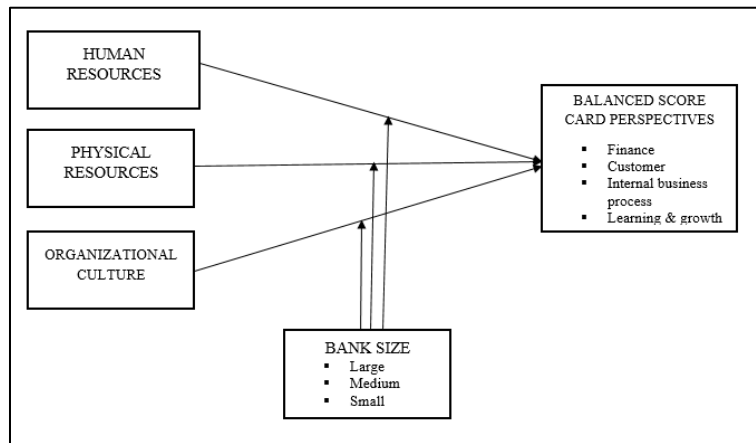 HUMAN
RESOURCES
PHYSICAL
RESOURCES
ORGANIZATIONAL
CULTURE
BALANCED SCORE
CARD PERSPECTIVES
▪ Finance
▪ Customer
▪ Internal business
process
▪ Learning & growth
BANK SIZE
▪ Large
▪ Medium
▪ Small